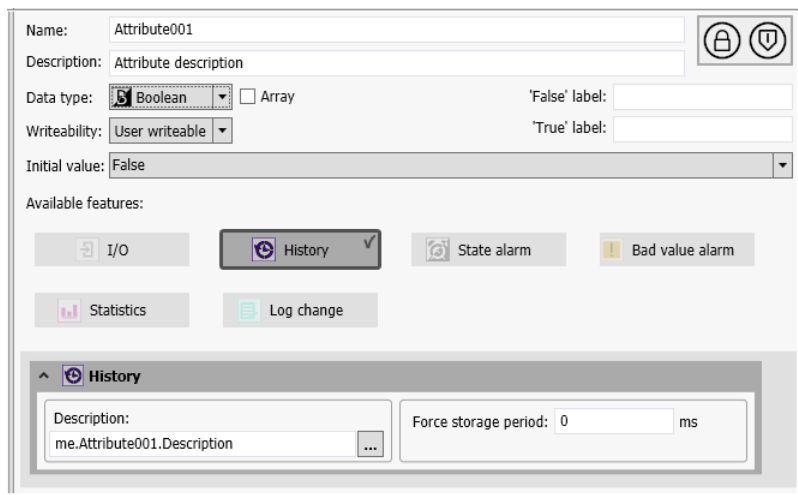 Name: Attribute001
Description: Attribute description
Data type: Boolean Array 'False' label:
Writeability: User writeable 'True' label:
Initial value: False
Available features:
I/O History State alarm Bad value alarm
Statistics Log change
History
Description: Force storage period: 0 ms
me.Attribute001.Description ...